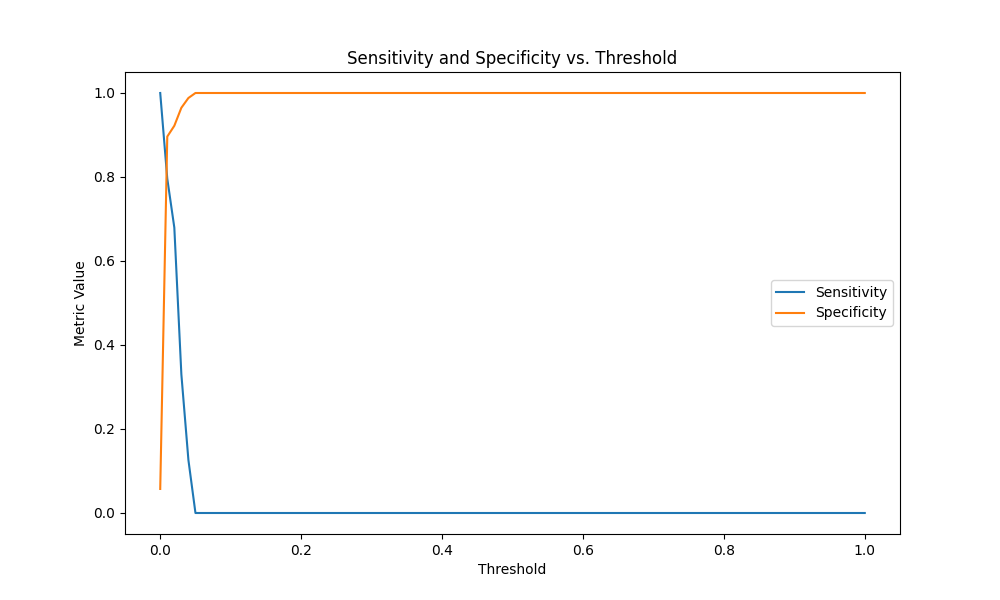 Sensitivity and Specificity vs. Threshold
1.0
0.8
0.6
0.4
0.2
0.0
Metric Value
Sensitivity
Specificity
0.0 0.2 0.4 0.6 0.8 1.0
Threshold